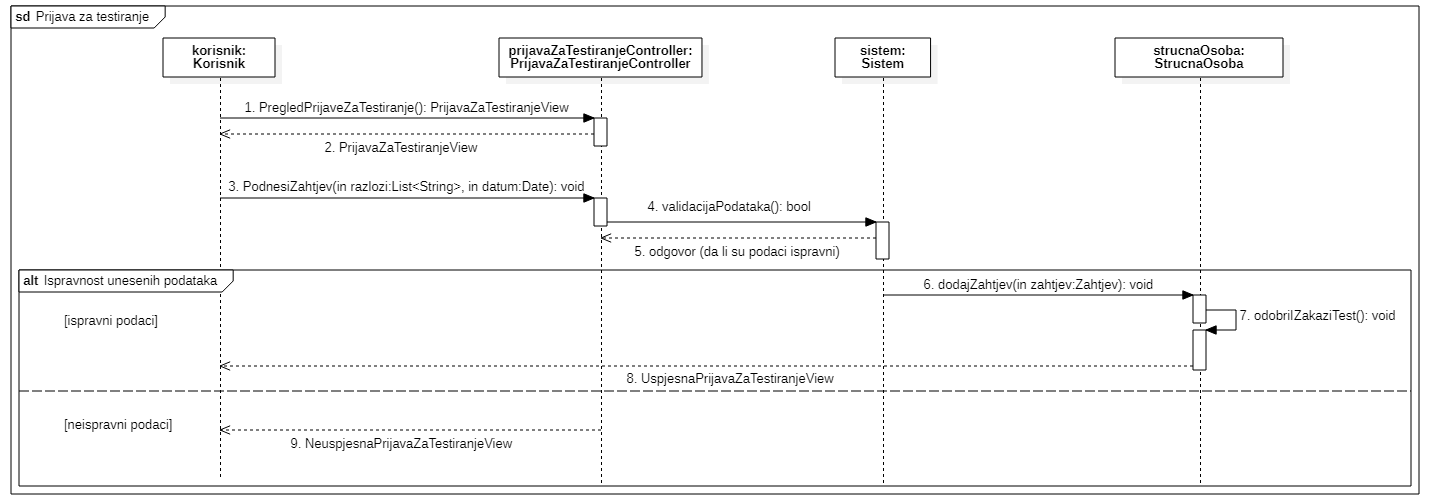 sd Prijava za testiranje
korisnik:
Korisnik
prijavaZaTestiranjeController:
PrijavaZaTestiranjeController
sistem:
Sistem
strucnaOsoba:
StrucnaOsoba
1. PregledPrijaveZaTestiranje(): PrijavaZaTestiranjeView
2. PrijavaZaTestiranjeView
3. PodnesiZahtjev(in razlozi:List<String>, in datum:Date): void
4. validacijaPodataka(): bool
5. odgovor (da li su podaci ispravni)
alt Ispravnost unesenih podataka
6. dodajZahtjev(in zahtjev:Zahtjev): void
[ispravni podaci]
7. odobriIZakaziTest(): void
8. UspjesnaPrijavaZaTestiranjeView
[neispravni podaci]
9. NeuspjesnaPrijavaZaTestiranjeView